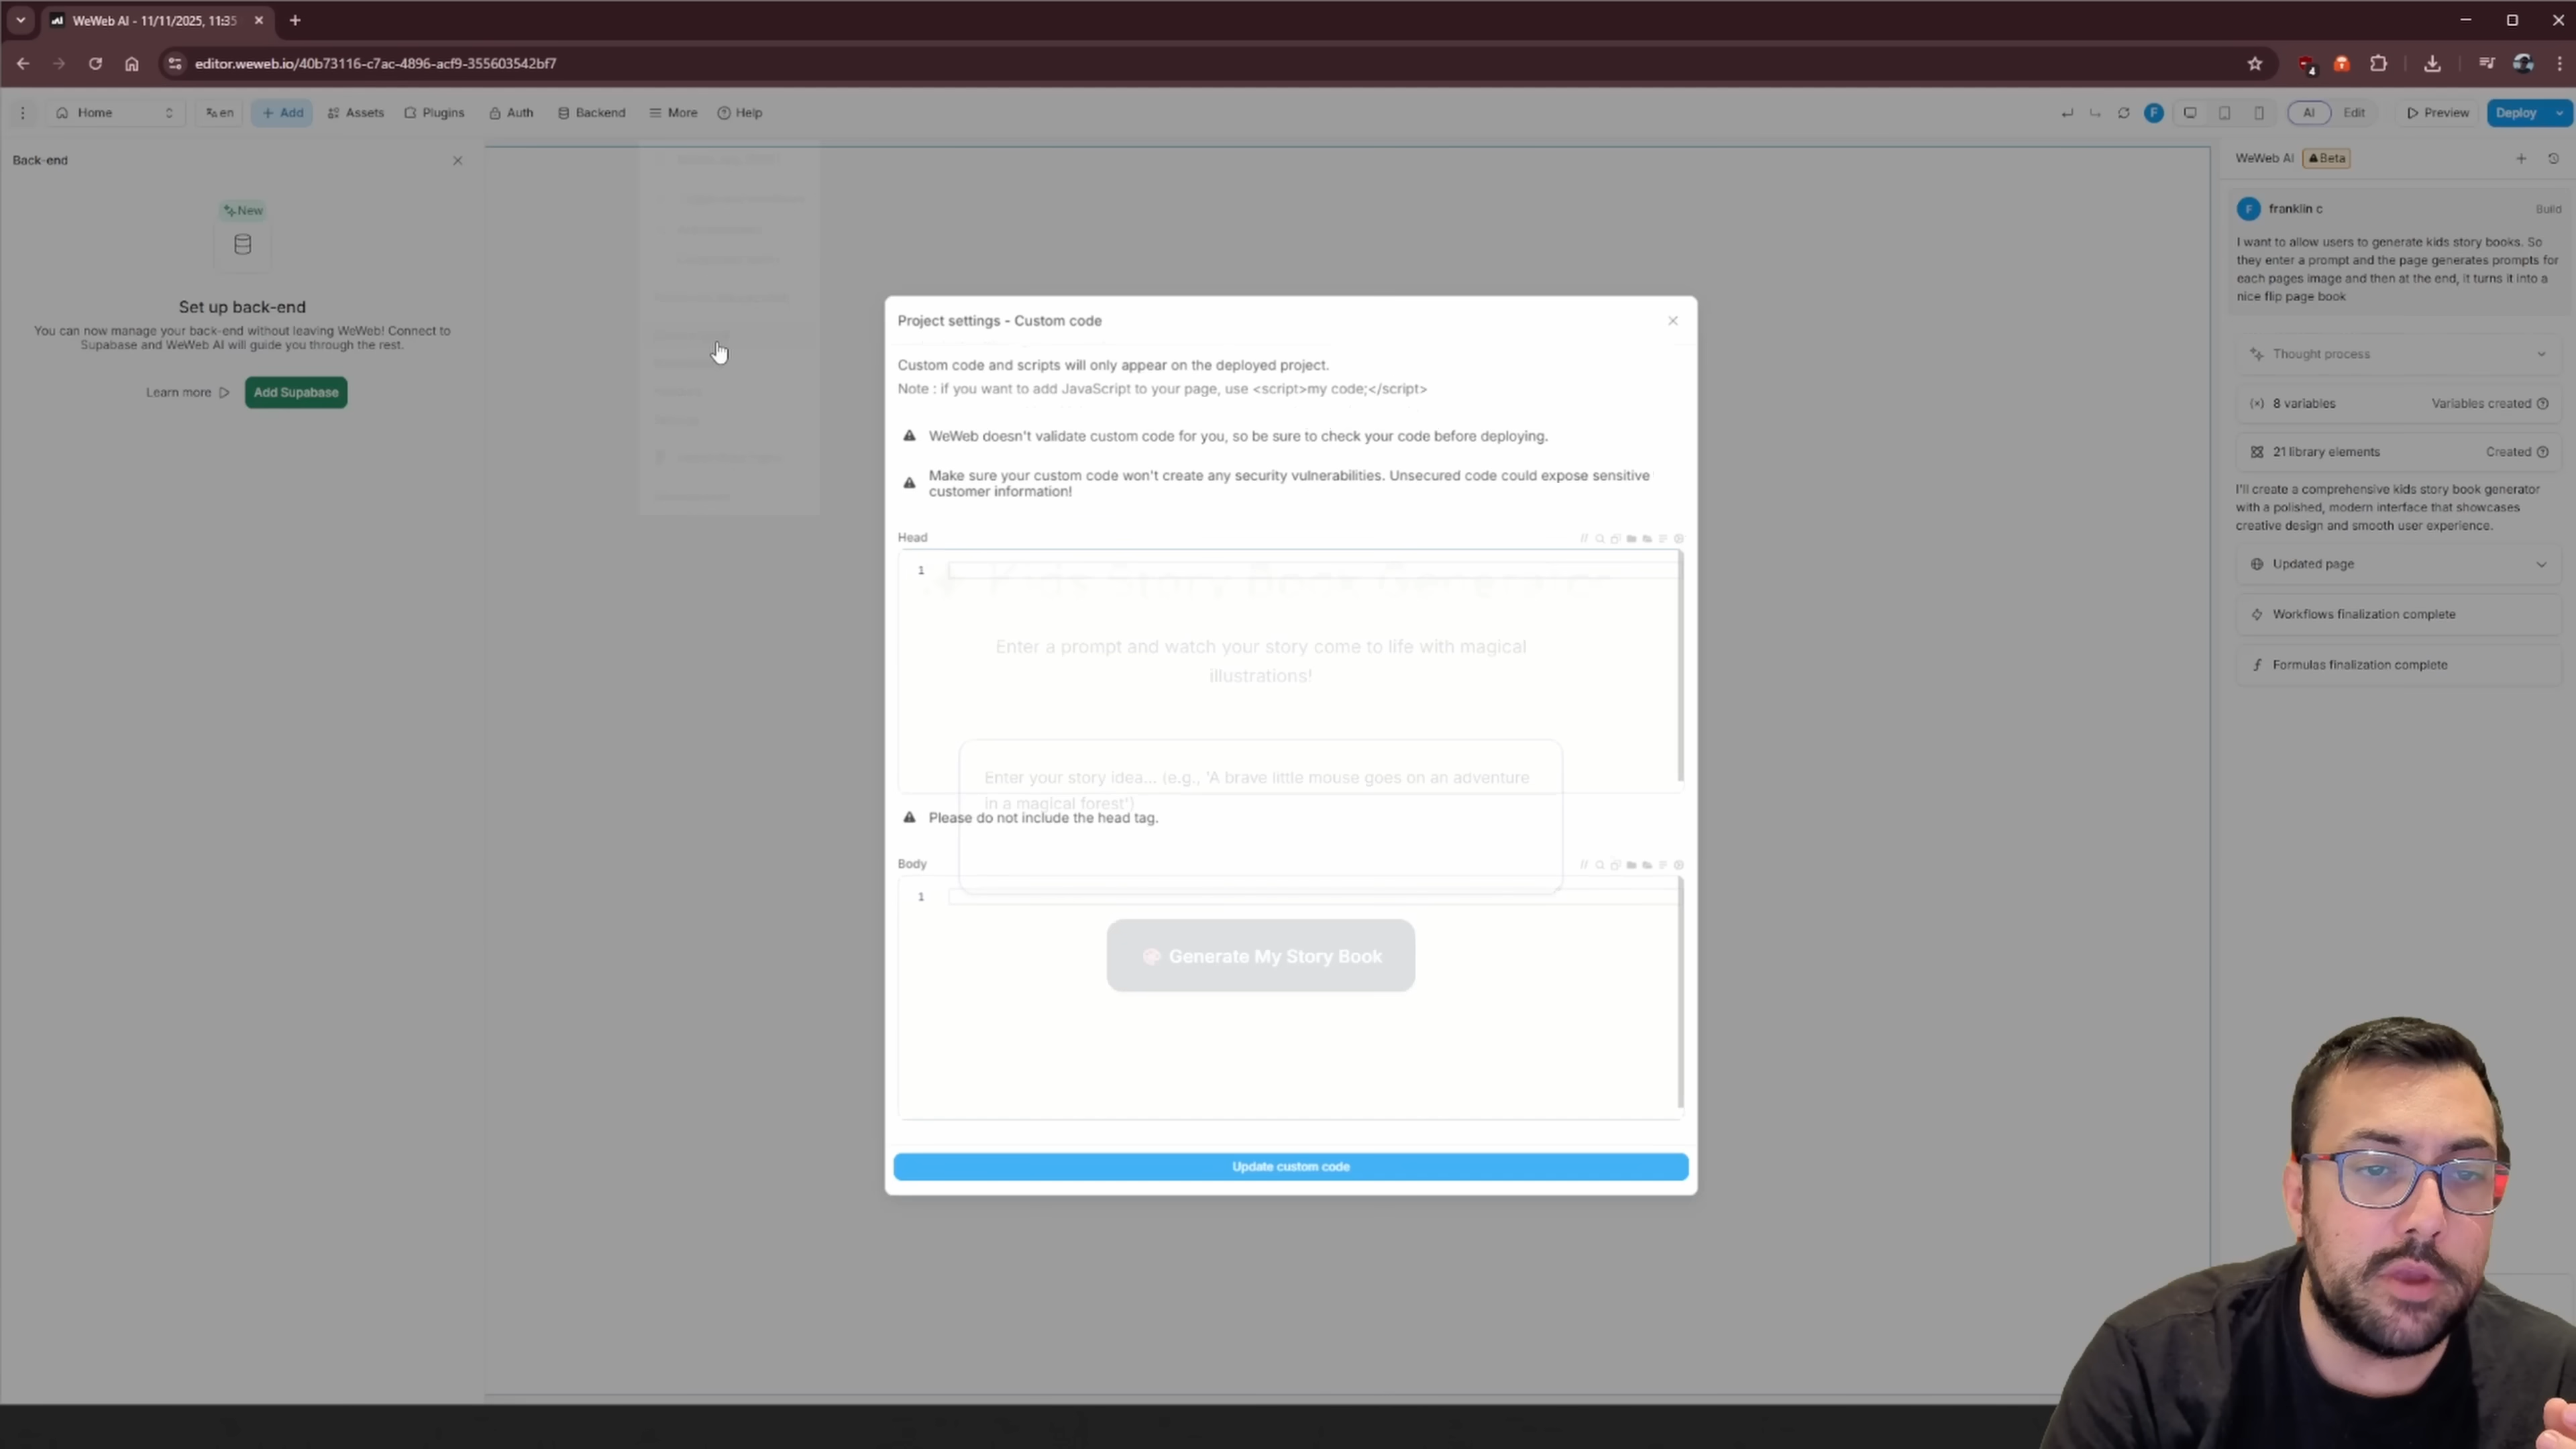 WeWeb AI - 11/11/2025, 11:35
editor.weweb.io/40b73116-c7ac-4896-acf9-355603542bf7
4
Home
en
+ Add
Assets
Plugins
Auth
Backend
More
Help
F
AI
Edit
Preview
Deploy
Back-end
New
Set up back-end
You can now manage your back-end without leaving WeWeb! Connect to
Supabase and WeWeb AI will guide you through the rest.
Learn more
Add Supabase
Project settings - Custom code
Custom code and scripts will only appear on the deployed project.
Note : if you want to add JavaScript to your page, use <script>my code;</script>
WeWeb doesn't validate custom code for you, so be sure to check your code before deploying.
Make sure your custom code won't create any security vulnerabilities. Unsecured code could expose sensitive
customer information!
Head
1
Kids Story Book Generator
Enter a prompt and watch your story come to life with magical
illustrations!
Enter your story idea... (e.g., 'A brave little mouse goes on an adventure
in a magical forest')
Please do not include the head tag.
Body
1
Generate My Story Book
Update custom code
WeWeb AI
Beta
F
franklin c
Build
I want to allow users to generate kids story books. So
they enter a prompt and the page generates prompts for
each pages image and then at the end, it turns it into a
nice flip page book
Thought process
8 variables
Variables created
21 library elements
Created
I'll create a comprehensive kids story book generator
with a polished, modern interface that showcases
creative design and smooth user experience.
Updated page
Workflows finalization complete
Formulas finalization complete